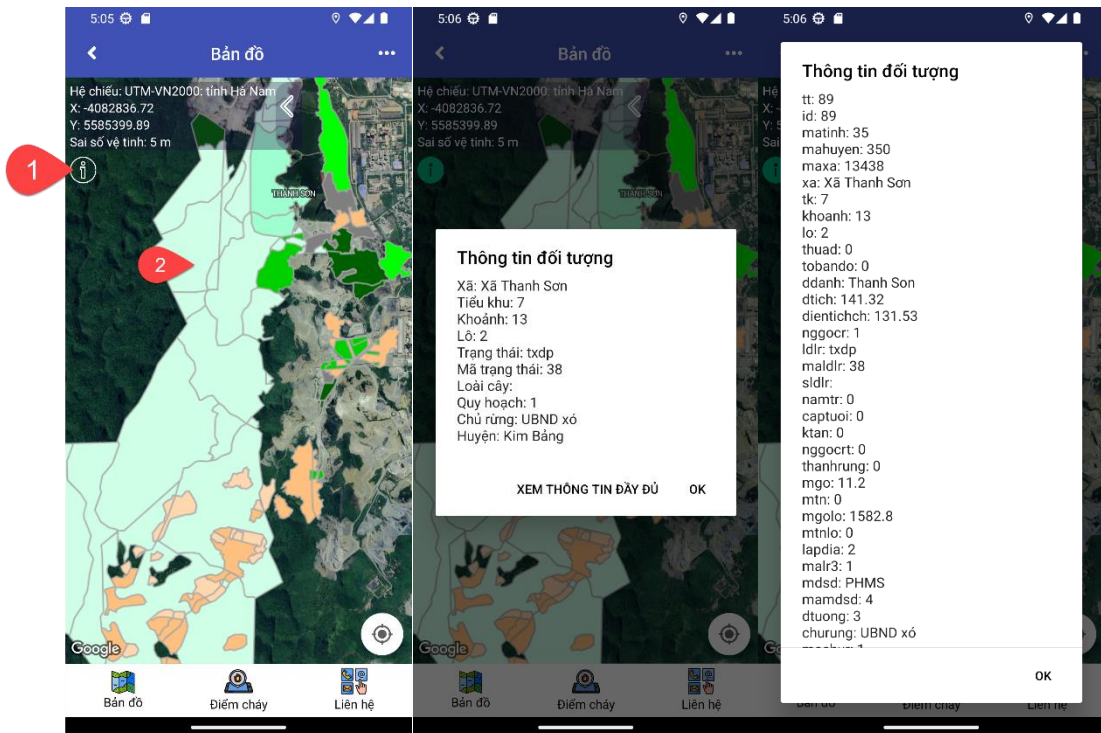 5:05
Bản đồ
Hệ chiếu: UTM-VN2000: tỉnh Hà Nam
X: -4082836.72
Y: 5585399.89
Sai số vệ tinh: 5 m
1
2
THANH SƠN
Google
Bản đồ
Điểm cháy
Liên hệ
5:06
Bản đồ
Hệ chiếu: UTM-VN2000: tỉnh Hà Nam
X: -4082836.72
Y: 5585399.89
Sai số vệ tinh: 5 m
THANH SƠN
Thông tin đối tượng
Xã: Xã Thanh Sơn
Tiểu khu: 7
Khoảnh: 13
Lô: 2
Trạng thái: txdp
Mã trạng thái: 38
Loài cây:
Quy hoạch: 1
Chủ rừng: UBND xó
Huyện: Kim Bảng
XEM THÔNG TIN ĐẦY ĐỦ OK
Google
Bản đồ
Điểm cháy
Liên hệ
5:06
Thông tin đối tượng
tt: 89
id: 89
matinh: 35
mahuyen: 350
maxa: 13438
xa: Xã Thanh Sơn
tk: 7
khoanh: 13
lo: 2
thuad: 0
tobando: 0
ddanh: Thanh Son
dtich: 141.32
dientichch: 131.53
nggocr: 1
ldlr: txdp
maldlr: 38
sldlr:
namtr: 0
captuoi: 0
ktan: 0
nggocrt: 0
thanhrung: 0
mgo: 11.2
mtn: 0
mgolo: 1582.8
mtnlo: 0
lapdia: 2
malr3: 1
mdsd: PHMS
mamdsd: 4
dtuong: 3
churung: UBND xó
OK
Bản đồ
Điểm cháy
Liên hệ